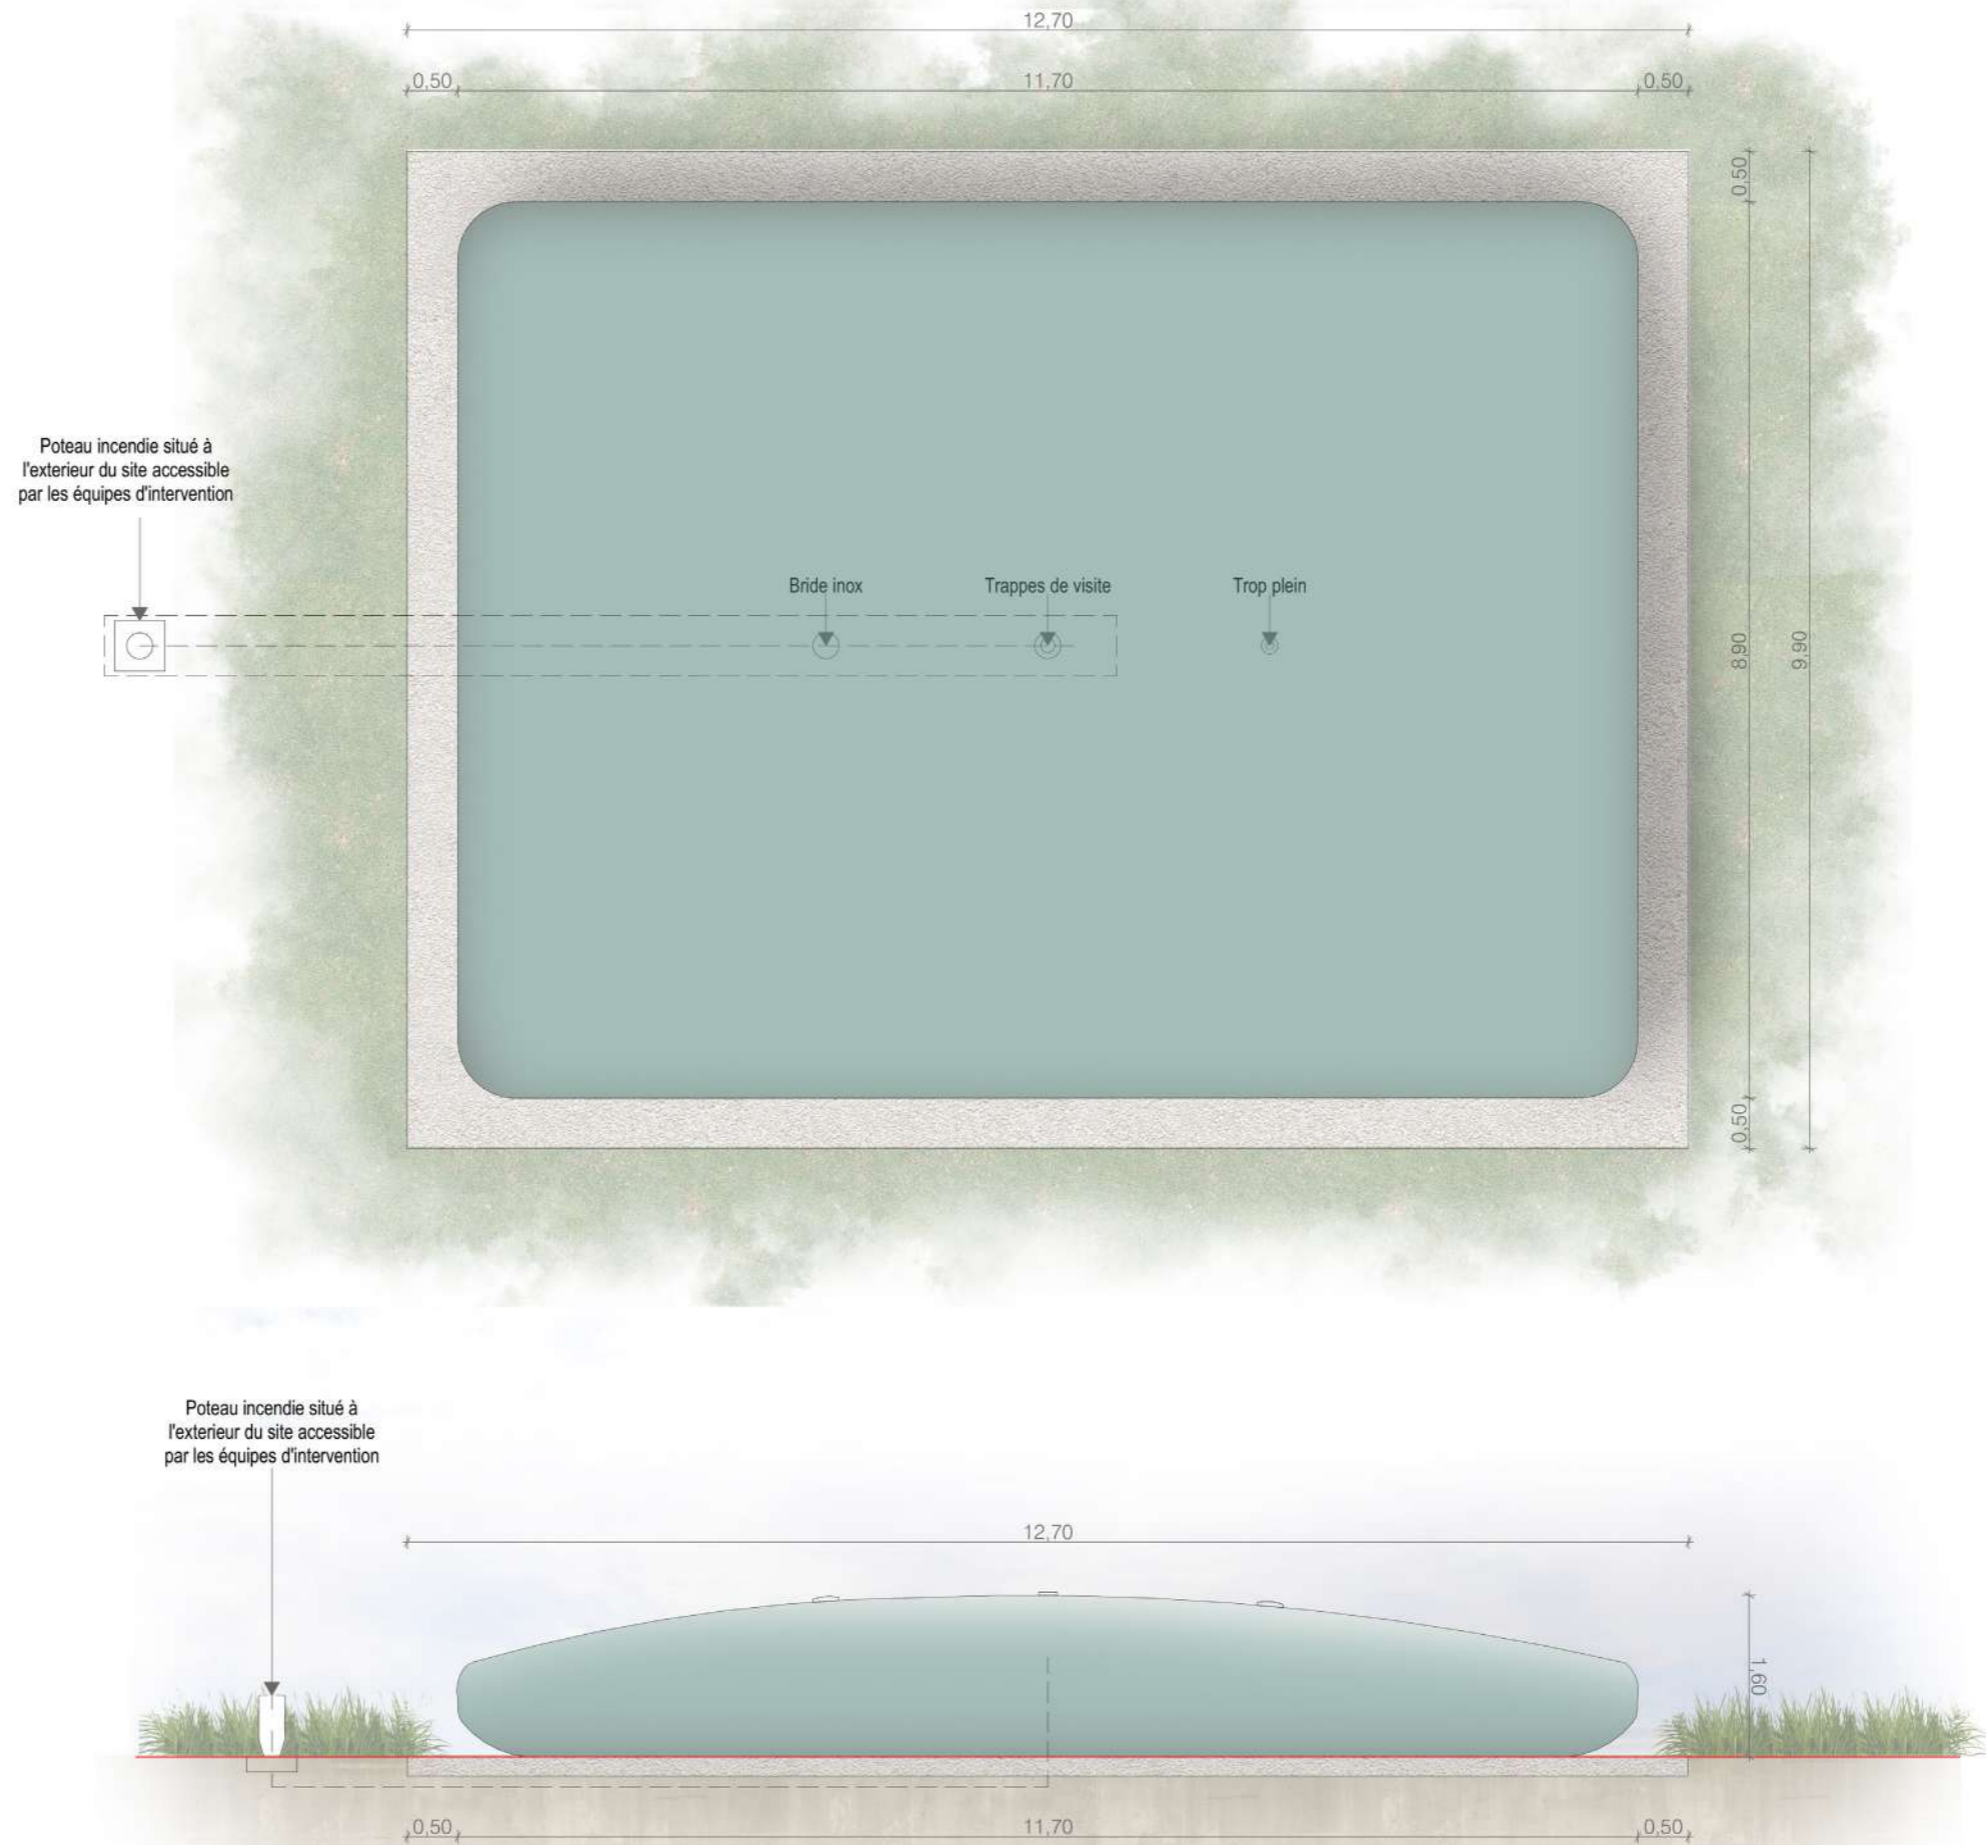 12,70
0,50
11,70
0,50
0,50
Poteau incendie situé à
l'exterieur du site accessible
par les équipes d'intervention
Bride inox
Trappes de visite
Trop plein
8,90
9,90
0,50
Poteau incendie situé à
l'exterieur du site accessible
par les équipes d'intervention
12,70
1,60
0,50
11,70
0,50